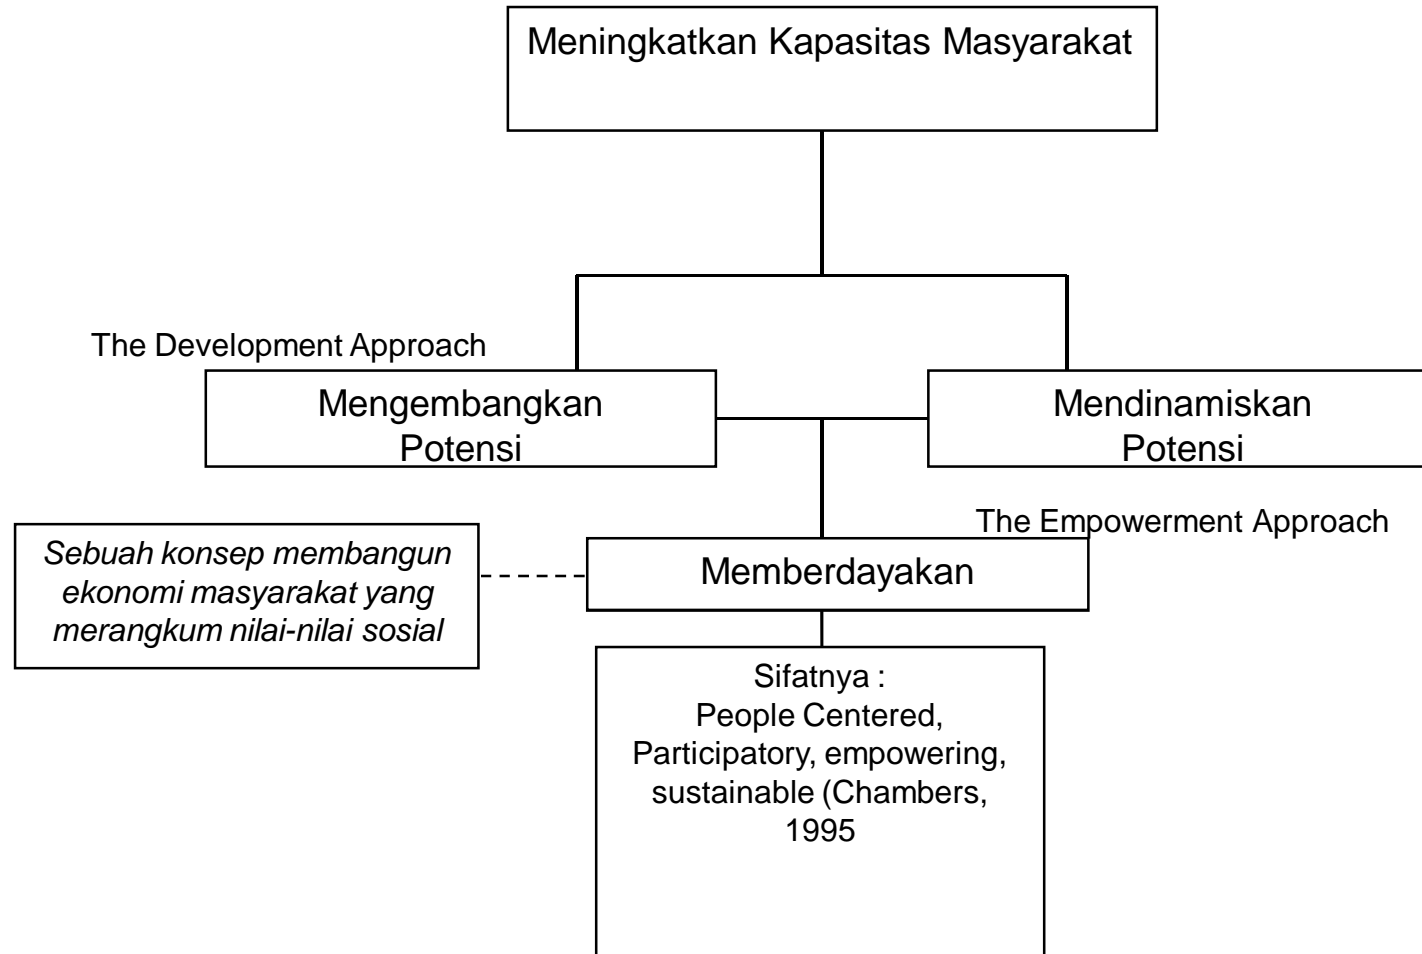 Meningkatkan Kapasitas Masyarakat
The Development Approach
Mengembangkan
Potensi
Mendinamiskan
Potensi
The Empowerment Approach
Sebuah konsep membangun
ekonomi masyarakat yang
merangkum nilai-nilai sosial
Memberdayakan
Sifatnya :
People Centered,
Participatory, empowering,
sustainable (Chambers,
1995